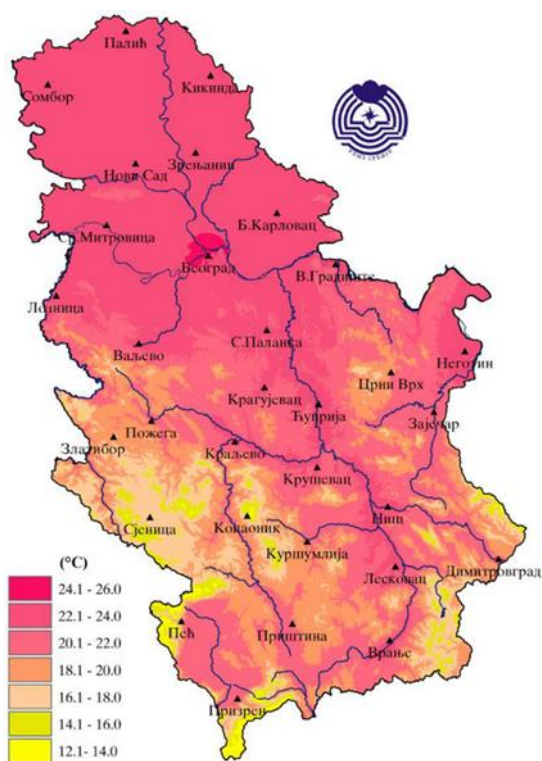 Палић
Сомбор
Кикинда
Зрењанин
Нови Сад
Б.Карловац
Ср.Митровица
Београд
В.Градиште
Лозница
С.Паланка
Ваљево
Неготин
Црни Врх
Крагујевац
Ћуприја
Зајечар
Пожега
Златибор
Краљево
Крушевац
Ниш
Сјеница
Копаоник
Куршумлија
Димитровград
Лесковац
Пећ
Приштина
Врање
Призрен
(°C)
24.1 - 26.0
22.1 - 24.0
20.1 - 22.0
18.1 - 20.0
16.1 - 18.0
14.1 - 16.0
12.1- 14.0